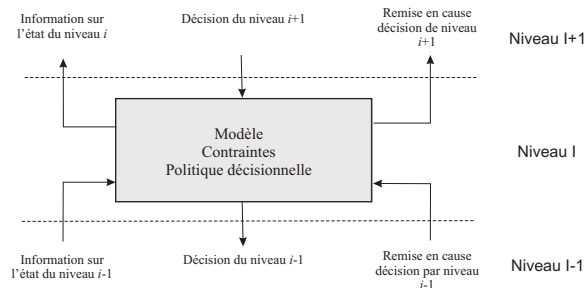 Information sur
l'état du niveau i
Décision du niveau i+1
Remise en cause
décision de niveau
i+1
Niveau I+1
Modèle
Contraintes
Politique décisionnelle
Niveau I
Information sur
l'état du niveau i-1
Décision du niveau i-1
Remise en cause
décision par niveau
i-1
Niveau I-1